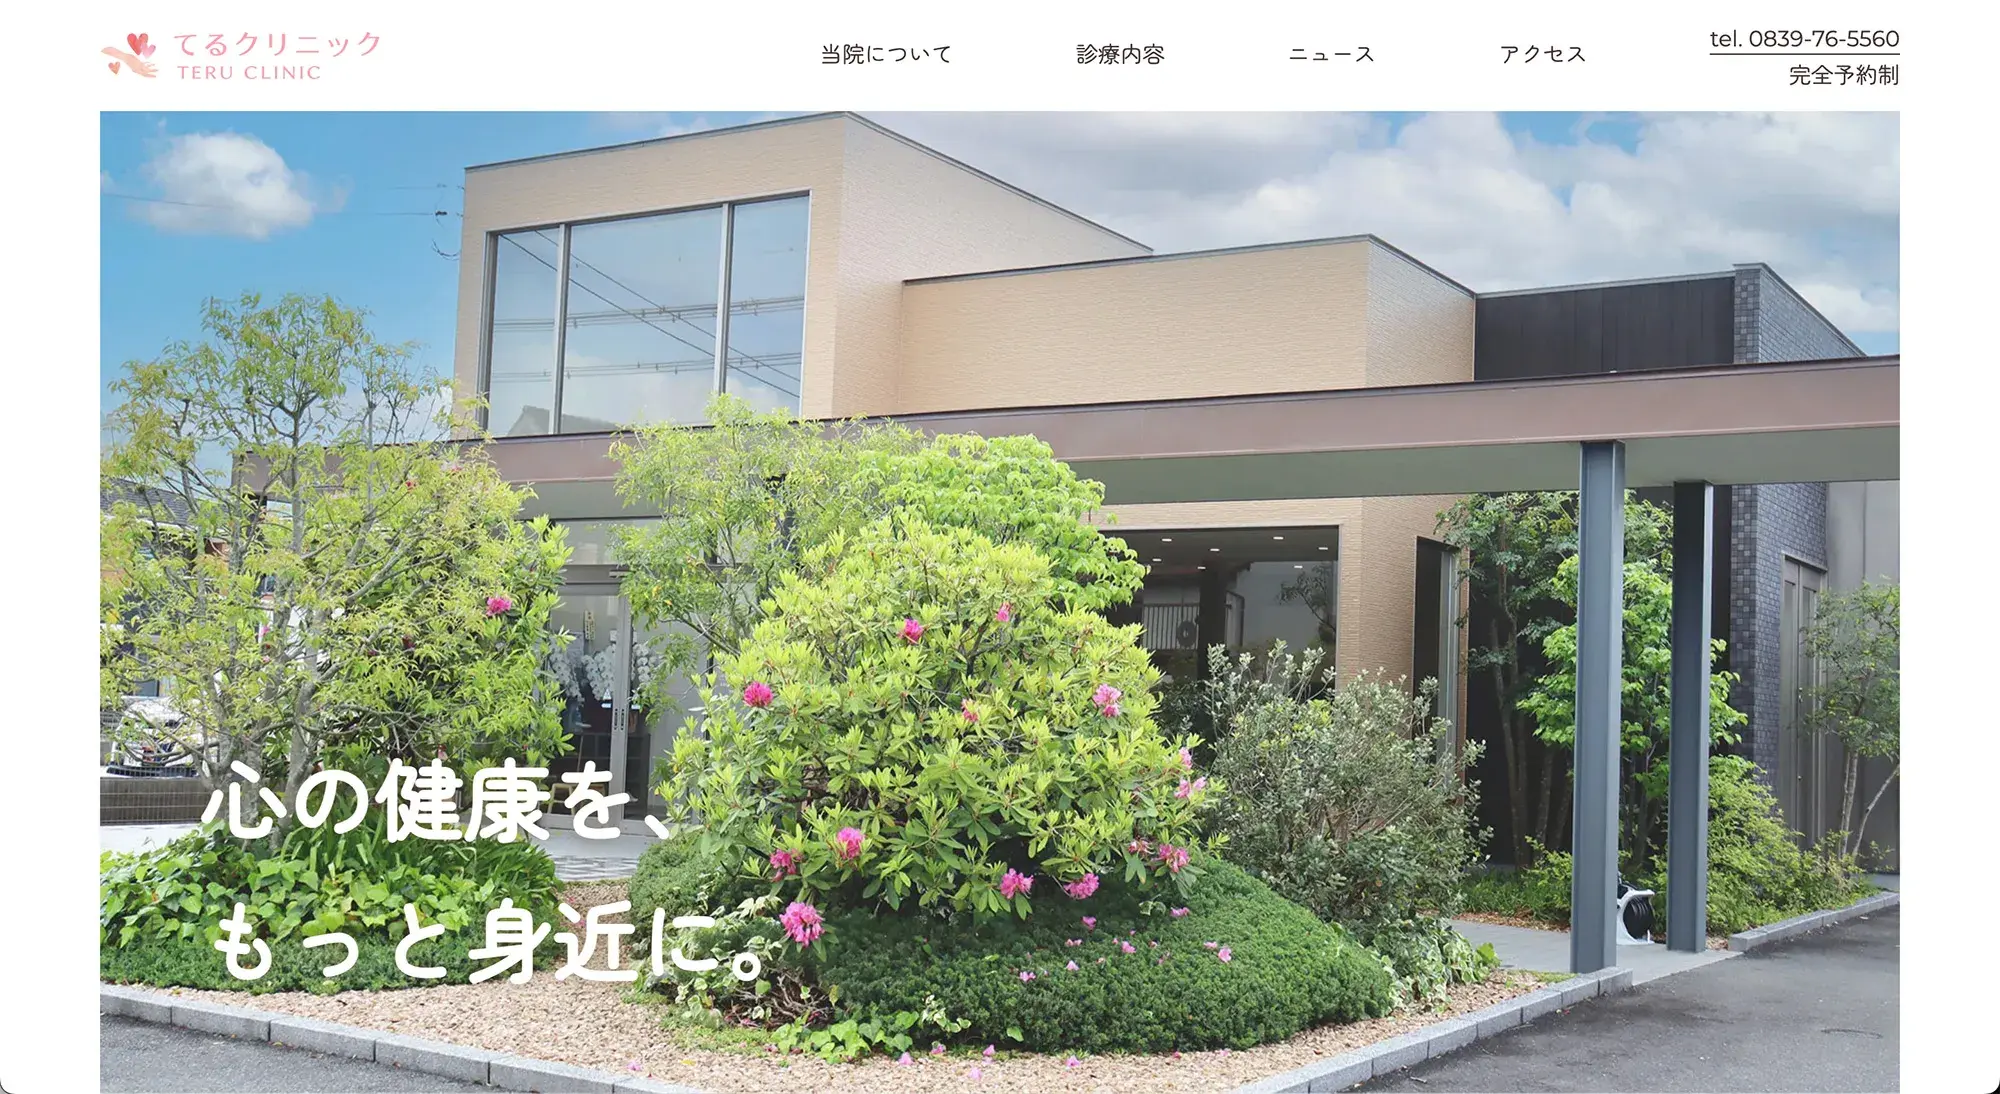 てるクリニック
TERU CLINIC
当院について
診療内容
ニュース
アクセス
tel. 0839-76-5560
完全予約制
心の健康を、
もっと身近に。